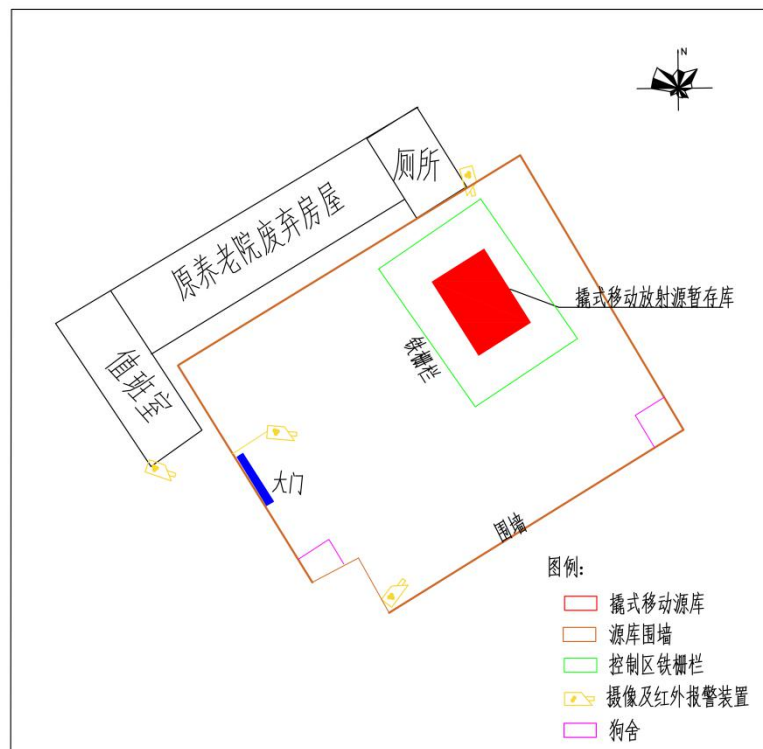 N
厕所
原养老院废弃房屋
撬式移动放射源暂存库
铁栅栏
值班室
大门
围墙
图例:
撬式移动源库
源库围墙
控制区铁栅栏
摄像及红外报警装置
狗舍